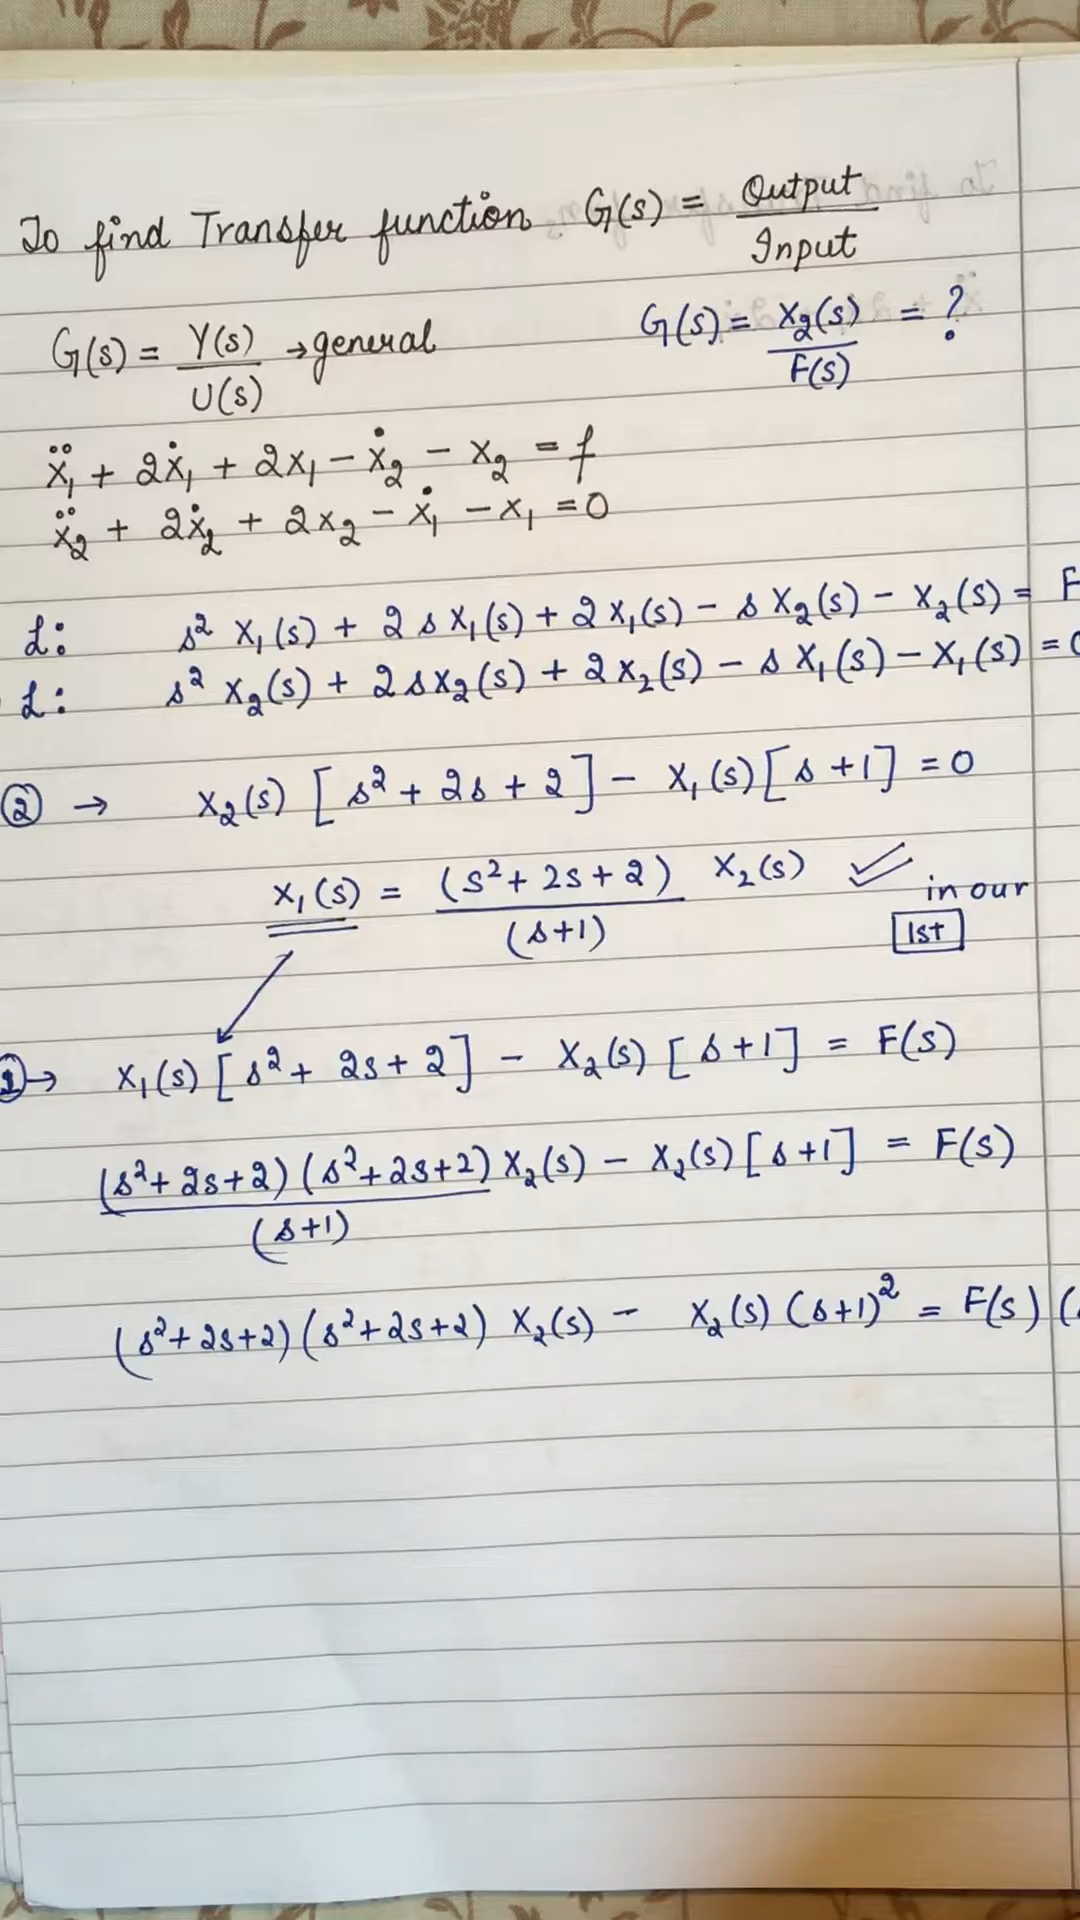 To find Transfer function G(s) = Output / Input
G(s) = Y(s) / U(s) → general
G(s) = X₂(s) / F(s) = ?
ẍ₁ + 2ẋ₁ + 2x₁ − ẋ₂ − x₂ = f
ẍ₂ + 2ẋ₂ + 2x₂ − ẋ₁ − x₁ = 0
L: s² X₁(s) + 2s X₁(s) + 2 X₁(s) − s X₂(s) − X₂(s) = F
L: s² X₂(s) + 2s X₂(s) + 2 X₂(s) − s X₁(s) − X₁(s) = 0
② → X₂(s) [s² + 2s + 2] − X₁(s) [s + 1] = 0
X₁(s) = (s² + 2s + 2) / (s+1) X₂(s) ✓ in our
1st
① → X₁(s) [s² + 2s + 2] − X₂(s) [s + 1] = F(s)
(s² + 2s + 2) (s² + 2s + 2) / (s+1) X₂(s) − X₂(s) [s + 1] = F(s)
(s² + 2s + 2) (s² + 2s + 2) X₂(s) − X₂(s) (s+1)² = F(s) (